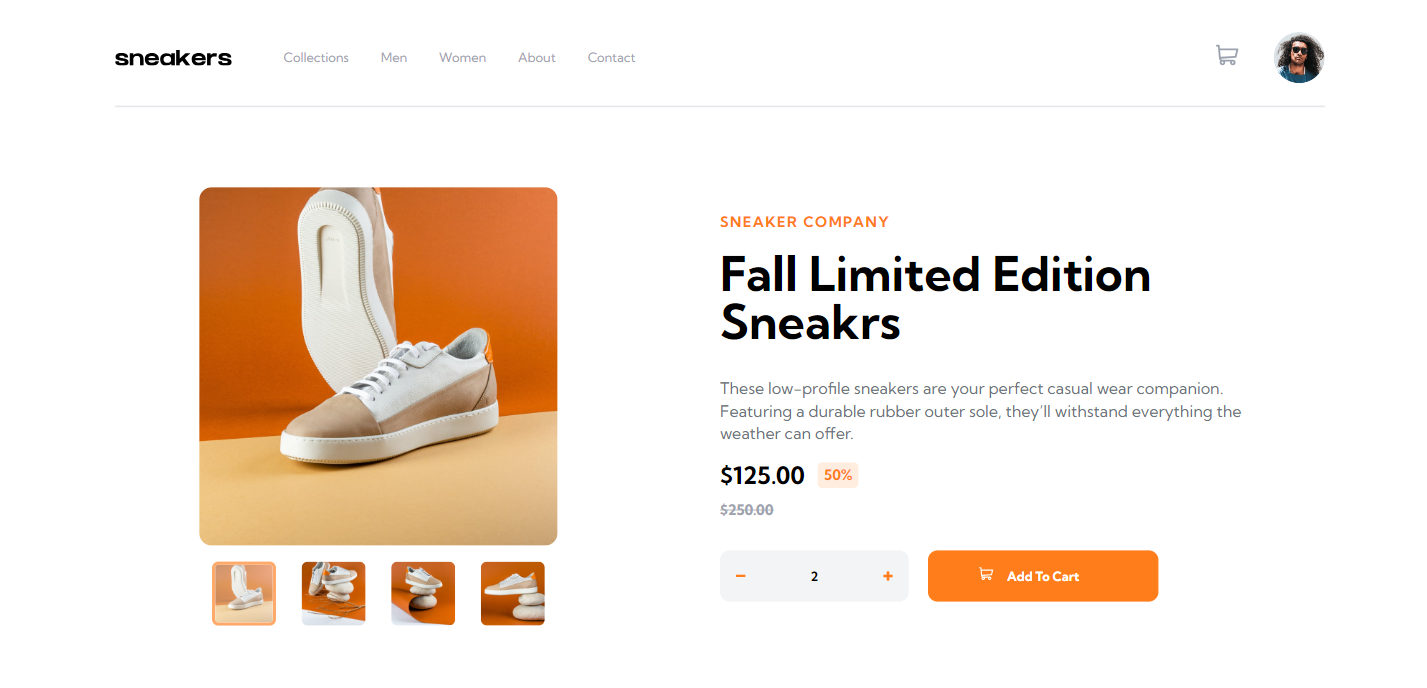 sneakers
Collections Men Women About Contact
SNEAKER COMPANY
Fall Limited Edition
Sneakrs
These low-profile sneakers are your perfect casual wear companion.
Featuring a durable rubber outer sole, they’ll withstand everything the
weather can offer.
$125.00 50%
$250.00
− 2 +
Add To Cart